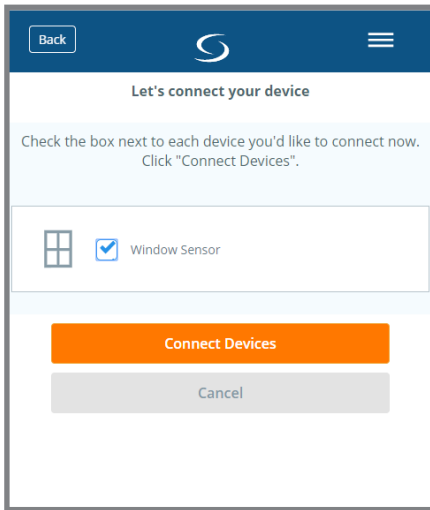 Back
Let's connect your device
Check the box next to each device you'd like to connect now.
Click "Connect Devices".
Window Sensor
Connect Devices
Cancel